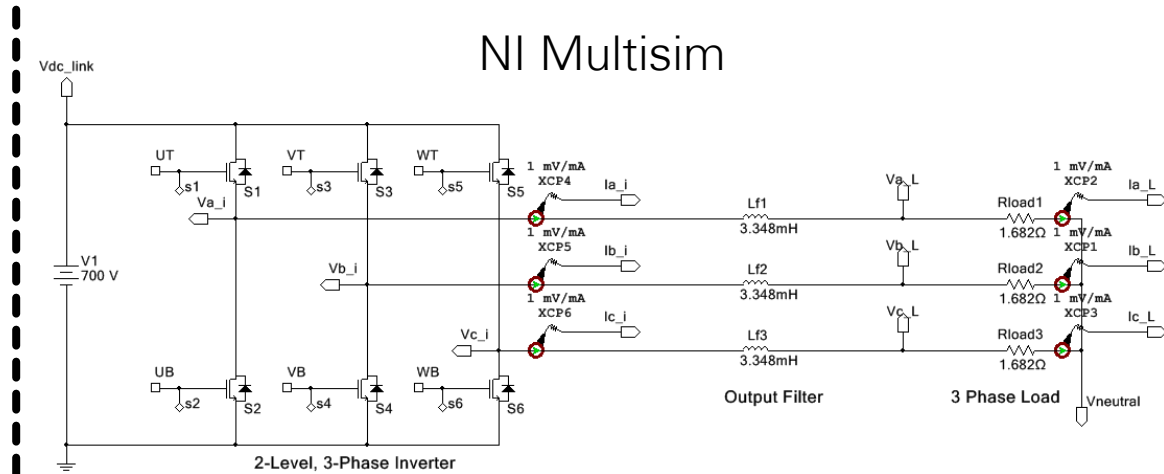 NI Multisim
Vdc_link
UT
VT
WT
s1
s3
s5
S1
S3
S5
1 mV/mA
XCP4
Ia_i
Va_i
Va_L
Lf1
3.348mH
Rload1
1.682Ω
1 mV/mA
XCP2
Ia_L
V1
700 V
Vb_i
1 mV/mA
XCP5
Ib_i
Vb_L
Lf2
3.348mH
Rload2
1.682Ω
1 mV/mA
XCP1
Ib_L
Vc_i
1 mV/mA
XCP6
Ic_i
Vc_L
Lf3
3.348mH
Rload3
1.682Ω
1 mV/mA
XCP3
Ic_L
UB
VB
WB
s2
s4
s6
S2
S4
S6
Output Filter
3 Phase Load
Vneutral
2-Level, 3-Phase Inverter